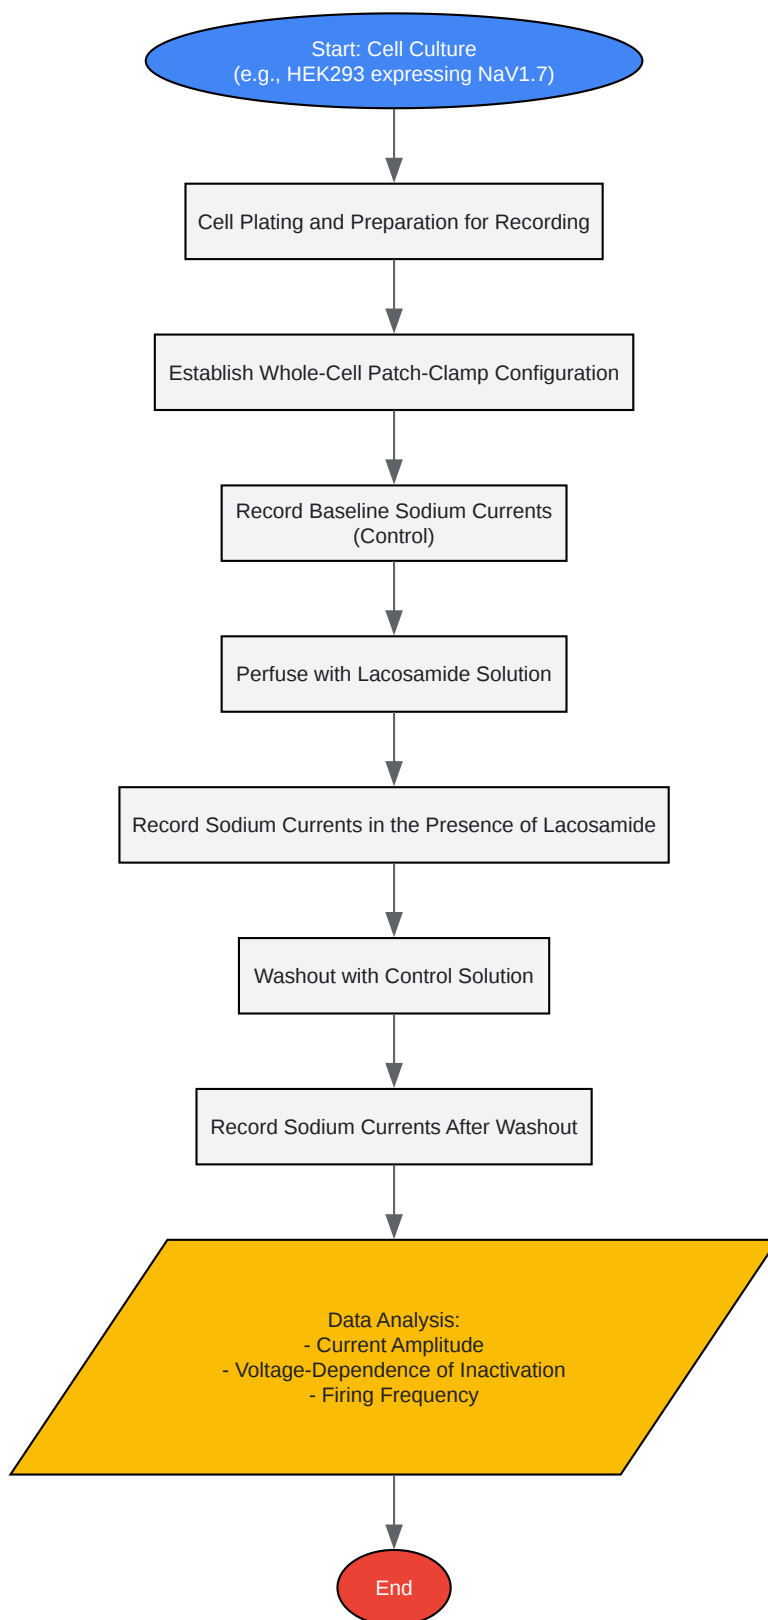 Start: Cell Culture
(e.g., HEK293 expressing NaV1.7)
Cell Plating and Preparation for Recording
Establish Whole-Cell Patch-Clamp Configuration
Record Baseline Sodium Currents
(Control)
Perfuse with Lacosamide Solution
Record Sodium Currents in the Presence of Lacosamide
Washout with Control Solution
Record Sodium Currents After Washout
Data Analysis:
- Current Amplitude
- Voltage-Dependence of Inactivation
- Firing Frequency
End